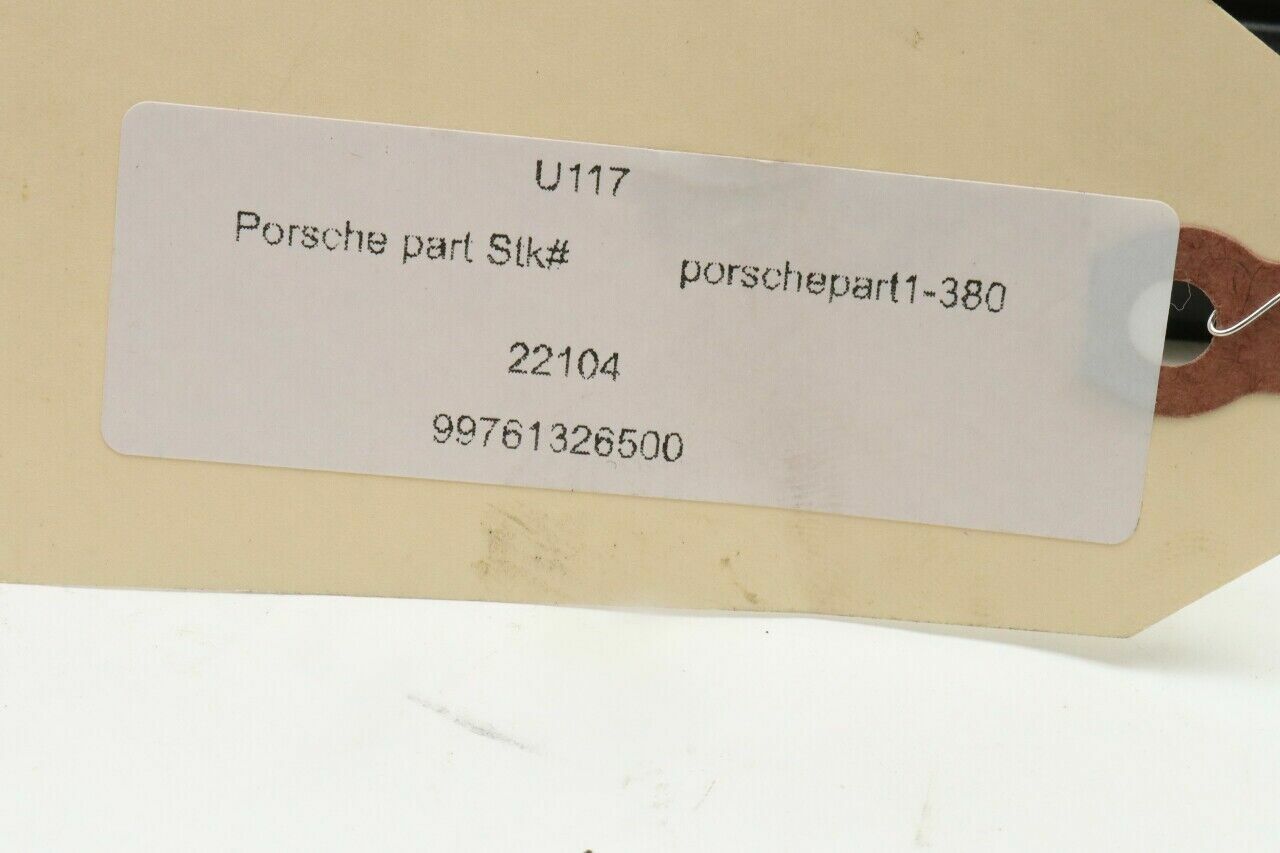 U117
Porsche part Stk# porschepart1-380
22104
99761326500